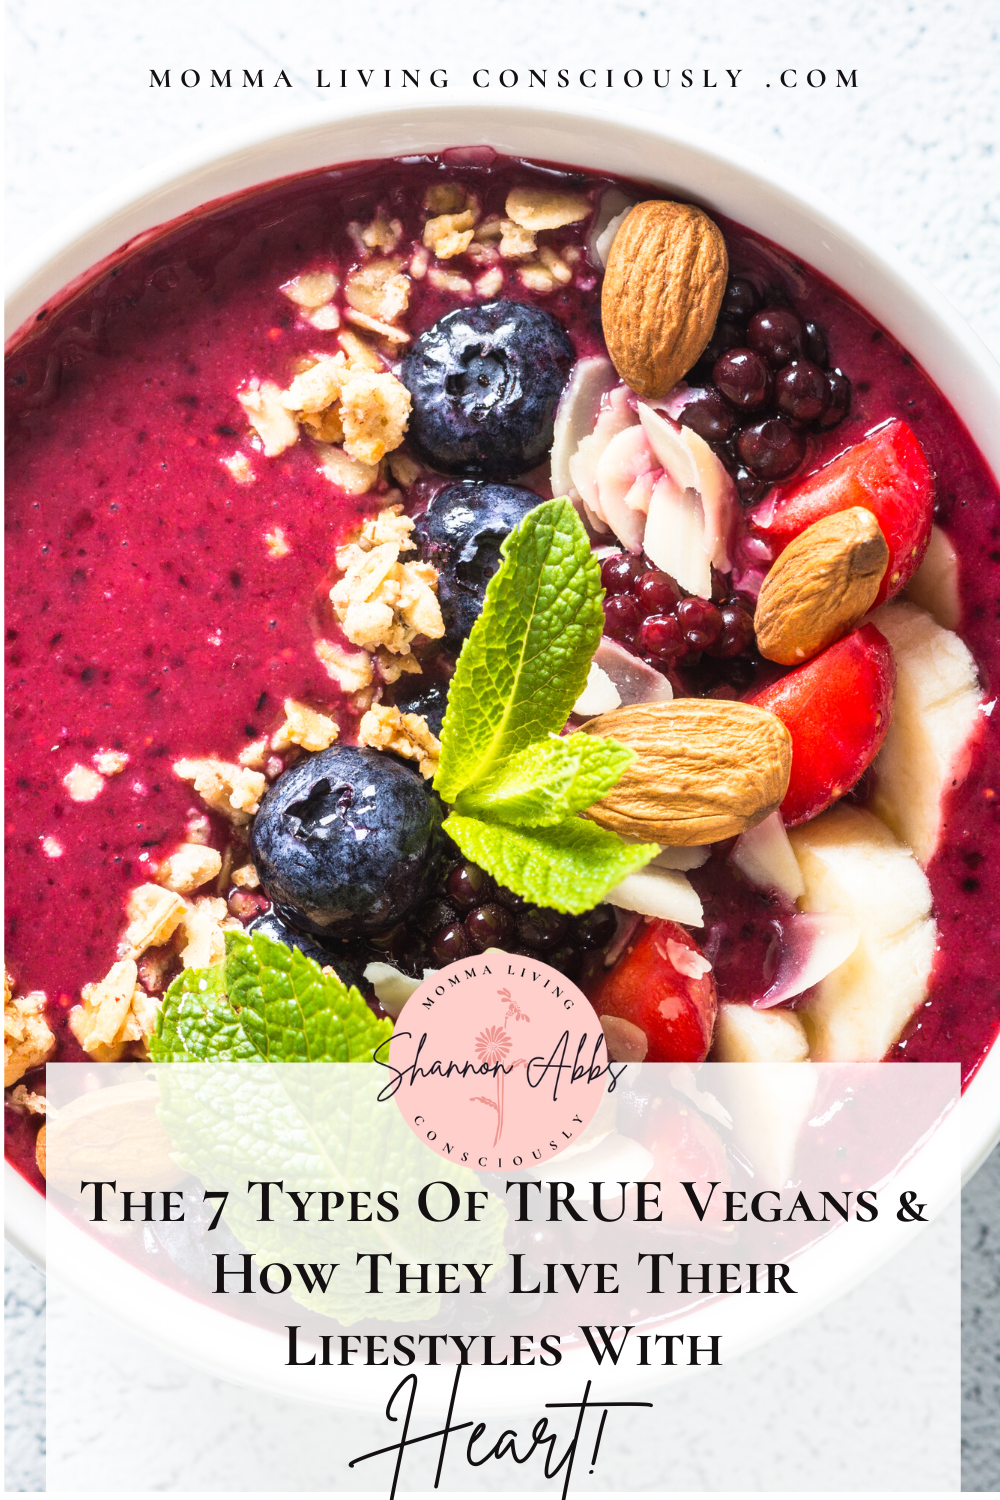 MOMMA LIVING CONSCIOUSLY .COM
MOMMA LIVING
Shannon Abbs
CONSCIOUSLY
The 7 Types Of TRUE Vegans &
How They Live Their
Lifestyles With
Heart!